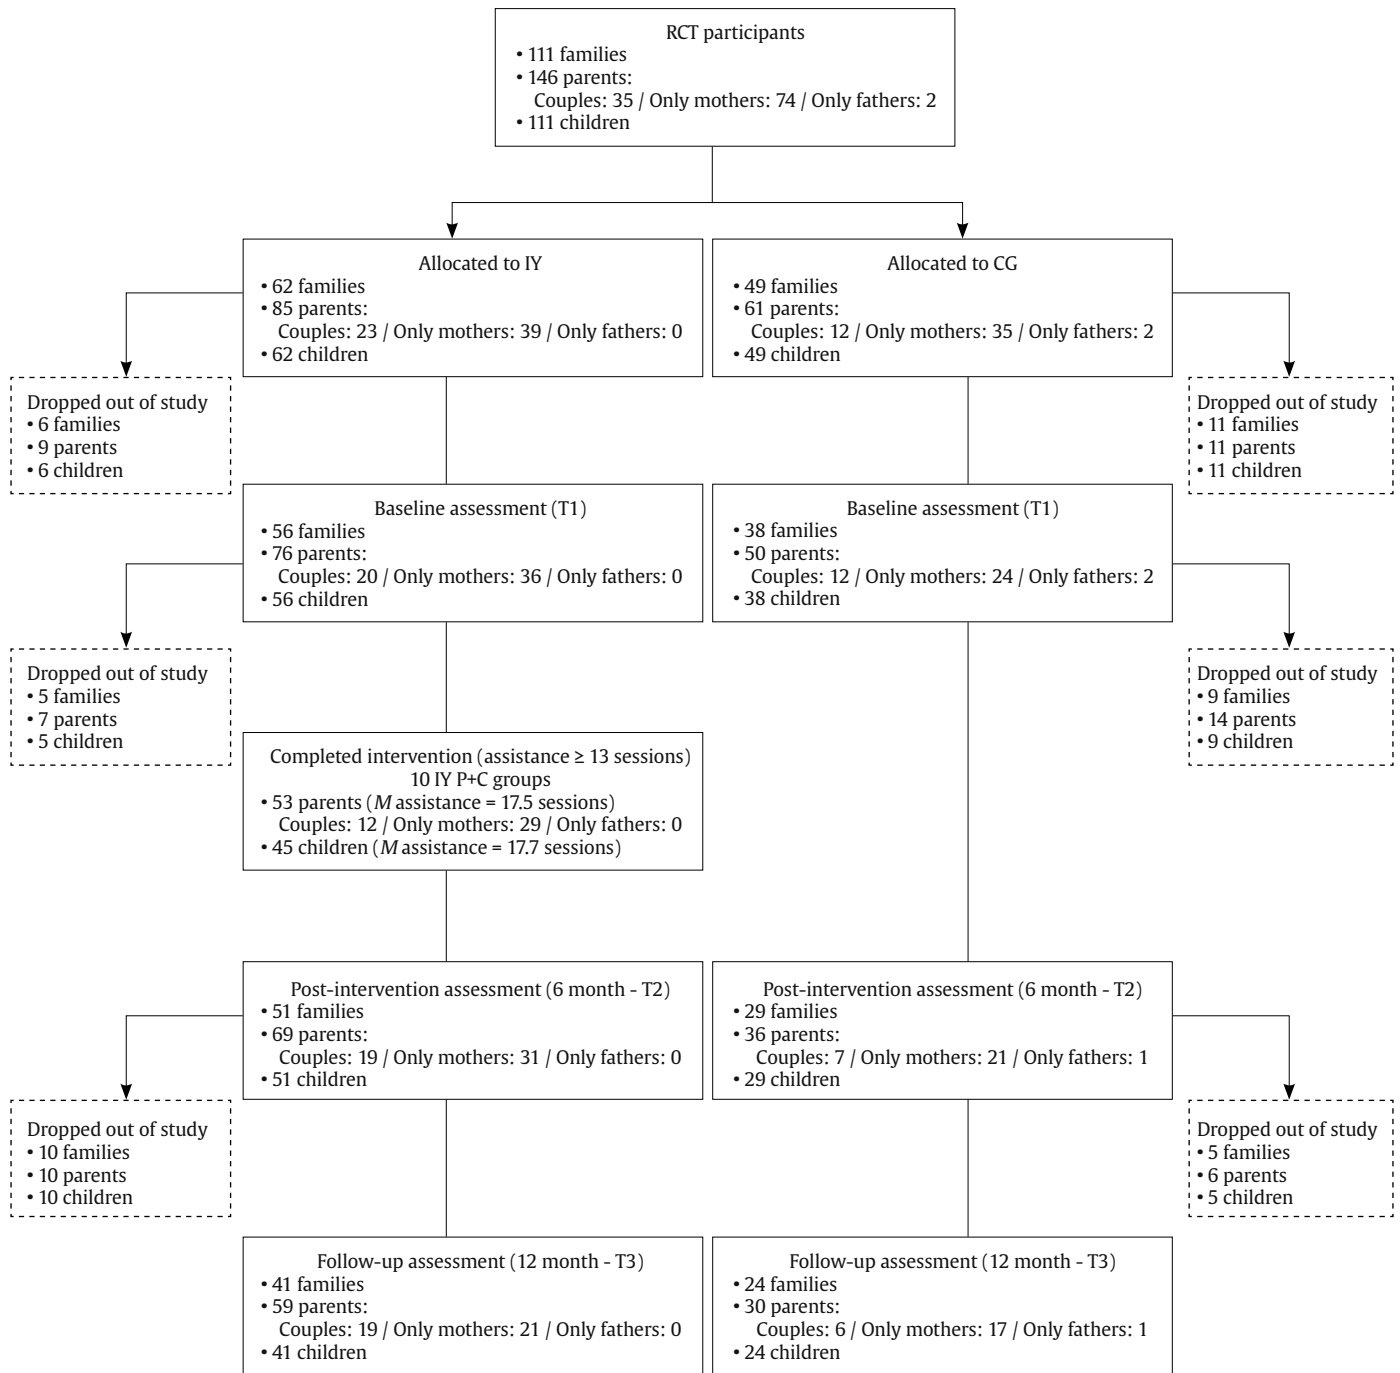 RCT participants
• 111 families
• 146 parents:
Couples: 35 / Only mothers: 74 / Only fathers: 2
• 111 children
Allocated to IY
• 62 families
• 85 parents:
Couples: 23 / Only mothers: 39 / Only fathers: 0
• 62 children
Allocated to CG
• 49 families
• 61 parents:
Couples: 12 / Only mothers: 35 / Only fathers: 2
• 49 children
Dropped out of study
• 6 families
• 9 parents
• 6 children
Dropped out of study
• 11 families
• 11 parents
• 11 children
Baseline assessment (T1)
• 56 families
• 76 parents:
Couples: 20 / Only mothers: 36 / Only fathers: 0
• 56 children
Baseline assessment (T1)
• 38 families
• 50 parents:
Couples: 12 / Only mothers: 24 / Only fathers: 2
• 38 children
Dropped out of study
• 5 families
• 7 parents
• 5 children
Dropped out of study
• 9 families
• 14 parents
• 9 children
Completed intervention (assistance ≥ 13 sessions)
10 IY P+C groups
• 53 parents (M assistance = 17.5 sessions)
Couples: 12 / Only mothers: 29 / Only fathers: 0
• 45 children (M assistance = 17.7 sessions)
Post-intervention assessment (6 month - T2)
• 51 families
• 69 parents:
Couples: 19 / Only mothers: 31 / Only fathers: 0
• 51 children
Post-intervention assessment (6 month - T2)
• 29 families
• 36 parents:
Couples: 7 / Only mothers: 21 / Only fathers: 1
• 29 children
Dropped out of study
• 10 families
• 10 parents
• 10 children
Dropped out of study
• 5 families
• 6 parents
• 5 children
Follow-up assessment (12 month - T3)
• 41 families
• 59 parents:
Couples: 19 / Only mothers: 21 / Only fathers: 0
• 41 children
Follow-up assessment (12 month - T3)
• 24 families
• 30 parents:
Couples: 6 / Only mothers: 17 / Only fathers: 1
• 24 children